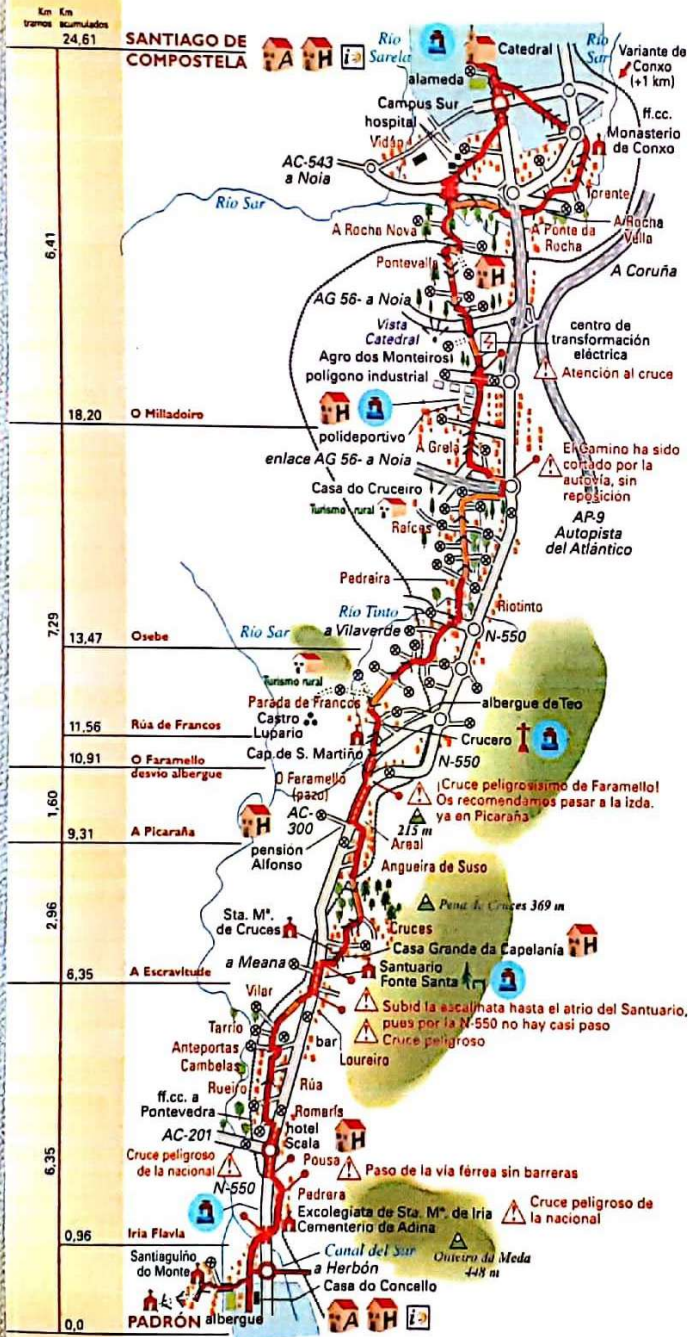 Km Km
tramos acumulados
24,61 SANTIAGO DE
COMPOSTELA
A H i
Río
Sarela
Catedral
Río
Sar
Variante de
Conxo
(+1 km)
alameda
Campus Sur
hospital
Vidán
ff.cc.
Monasterio
de Conxo
AC-543
a Noia
Río Sar
Torente
6,41
A Rocha Nova
A Ponte da
Rocha
A Rocha
Vella
Pontevalle
H
A Coruña
AG 56- a Noia
Vista
Catedral
centro de
transformación
eléctrica
Agro dos Monteiros
polígono industrial
Atención al cruce
H
18,20 O Milladoiro
polideportivo
A Grela
enlace AG 56- a Noia
El Camino ha sido
cortado por la
autovía, sin
reposición
Casa do Cruceiro
Turismo rural
Raíces
AP-9
Autopista
del Atlántico
Pedreira
7,29
Río Tinto
Riotinto
Río Sar
a Vilaverde
N-550
13,47 Osebe
Turismo rural
Parada de Francos
albergue de Teo
Castro
Lupario
11,56 Rúa de Francos
Crucero
Cap. de S. Martiño
N-550
10,91 O Faramello
desvío albergue
O Faramello
(pazo)
¡Cruce peligrosísimo de Faramello!
Os recomendamos pasar a la izda.
ya en Picaraña
1,60
AC-
300
215 m
H
9,31 A Picaraña
Areal
pensión
Alfonso
Angueira de Suso
2,96
Pena de Cruces 369 m
Sta. Mª.
de Cruces
Cruces
Casa Grande da Capelanía H
a Meana
Santuario
Fonte Santa
6,35 A Escravitude
Vilar
Subid la escalinata hasta el atrio del Santuario,
pues por la N-550 no hay casi paso
Cruce peligroso
Tarrío
bar
Loureiro
Anteportas
Cambelas
Rueiro
Rúa
ff.cc. a
Pontevedra
Romarís
hotel
Scala
H
AC-201
6,35
Cruce peligroso
de la nacional
Pousa
Paso de la vía férrea sin barreras
N-550
Pedrera
Excolegiata de Sta. Mª. de Iria
Cementerio de Adina
Cruce peligroso de
la nacional
0,96 Iria Flavia
Canal del Sar
Outeiro da Meda
448 m
Santiaguiño
do Monte
a Herbón
Casa do Concello
0,0 PADRÓN
albergue
A H i